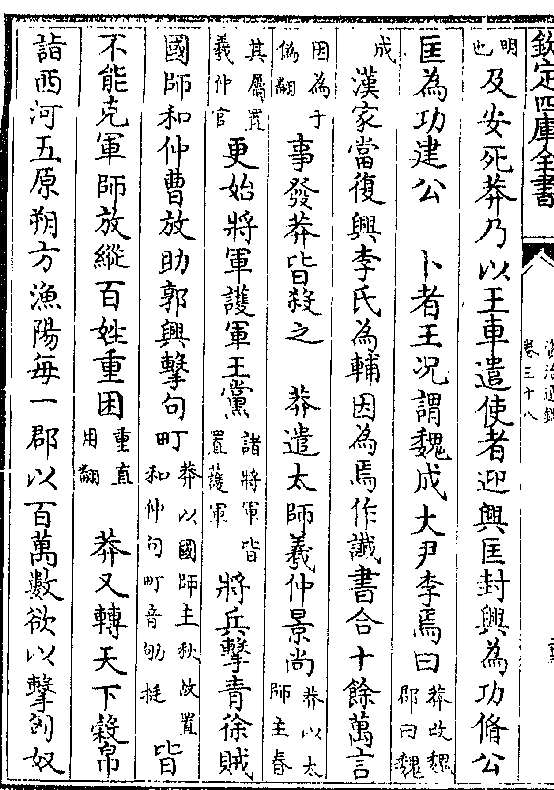 欽定四庫全書
資治通鑑
卷三十八
明也及安死莽乃以王車遣使者迎興匡封興為功脩公
匡為功建公　卜者王况謂魏成大尹李焉曰莽改魏郡曰魏
成漢家當復興李氏為輔因為焉作讖書合十餘萬言
因為于偽翻事發莽皆殺之　莽遣太師羲仲景尚莽以太師主春
其屬置羲仲官更始將軍護軍王黨諸將軍皆置護軍將兵擊青徐賊
國師和仲曹放助郭興擊句町莽以國師主秋故置和仲句町音劬挺皆
不能克軍師放縱百姓重困重直用翻　莽又轉天下穀帛
詣西河五原朔方漁陽每一郡以百萬數欲以擊匈奴